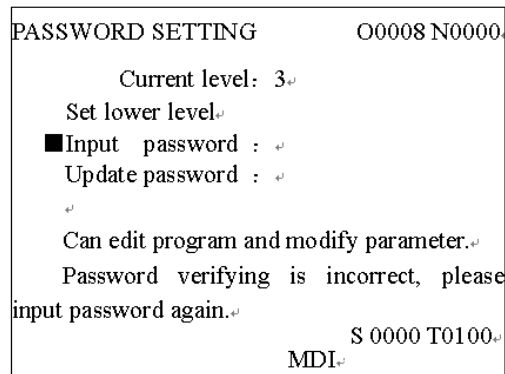 PASSWORD SETTING O0008 N0000
Current level: 3
Set lower level
Input password :
Update password :
Can edit program and modify parameter.
Password verifying is incorrect, please
input password again.
S 0000 T0100
MDI